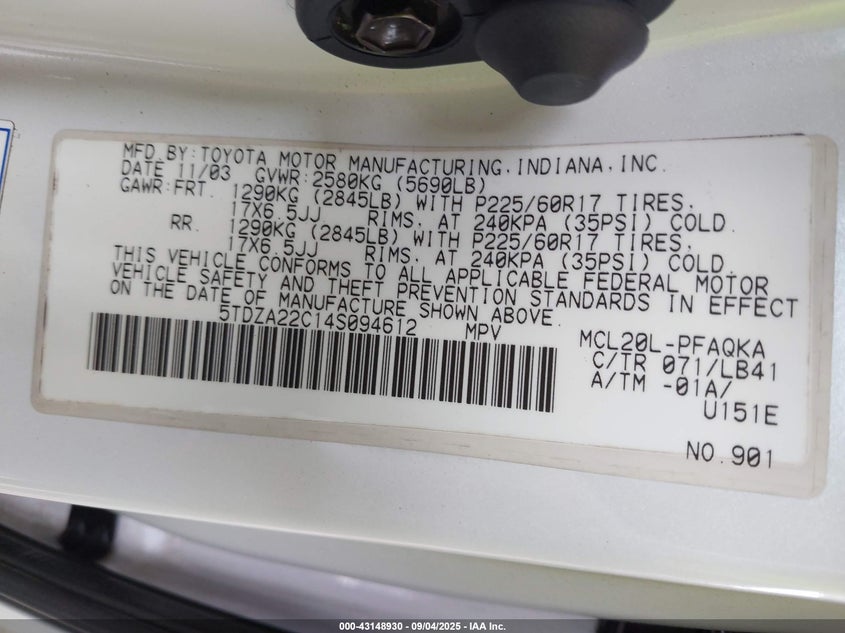 MFD.BY:TOYOTA MOTOR MANUFACTURING.INDIANA.INC.
DATE 11/03 GVWR:2580KG (5690LB)
GAWR:FRT. 1290KG (2845LB) WITH P225/60R17 TIRES.
17X6.5JJ RIMS. AT 240KPA (35PSI) COLD.
RR. 1290KG (2845LB) WITH P225/60R17 TIRES.
17X6.5JJ RIMS. AT 240KPA (35PSI) COLD.
THIS VEHICLE CONFORMS TO ALL APPLICABLE FEDERAL MOTOR
VEHICLE SAFETY AND THEFT PREVENTION STANDARDS IN EFFECT
ON THE DATE OF MANUFACTURE SHOWN ABOVE.
5TDZA22C14S094612 MPV
MCL20L-PFAQKA
C/TR 071/LB41
A/TM -01A/
U151E
NO.901
000-43148930 - 09/04/2025 - IAA Inc.